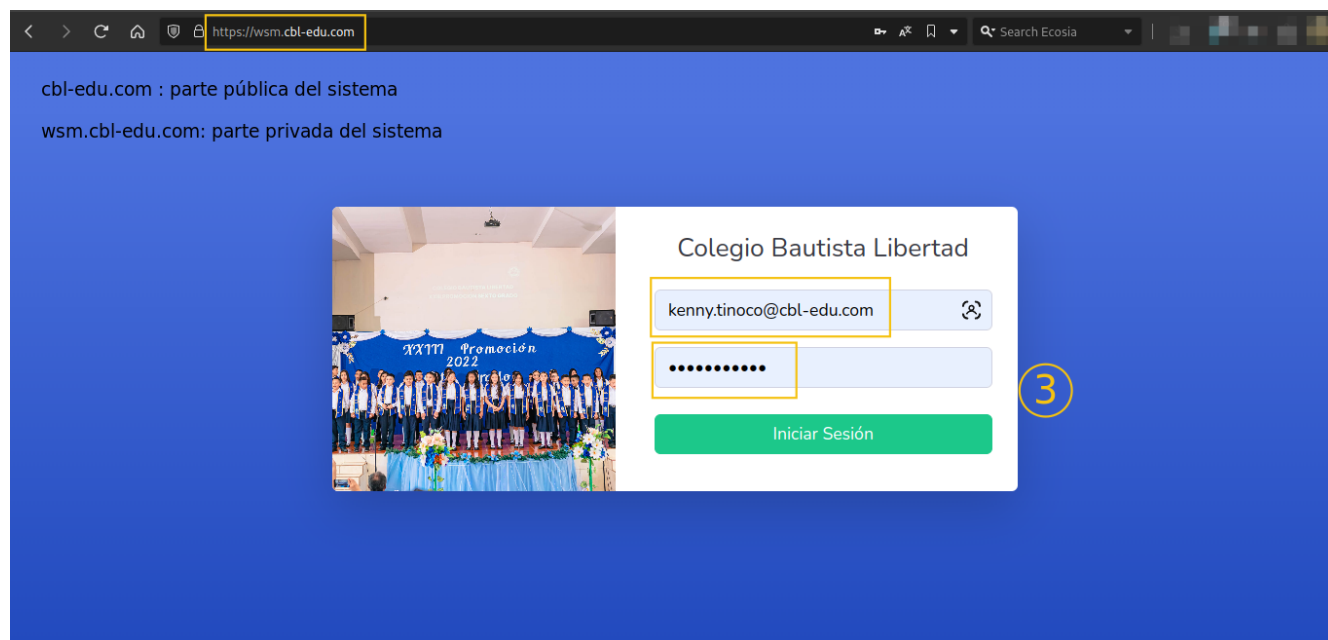 https://wsm.cbl-edu.com
Search Ecosia
cbl-edu.com : parte pública del sistema
wsm.cbl-edu.com: parte privada del sistema
Colegio Bautista Libertad
kenny.tinoco@cbl-edu.com
•••••••••••
Iniciar Sesión
3
XXIII Promoción
2022